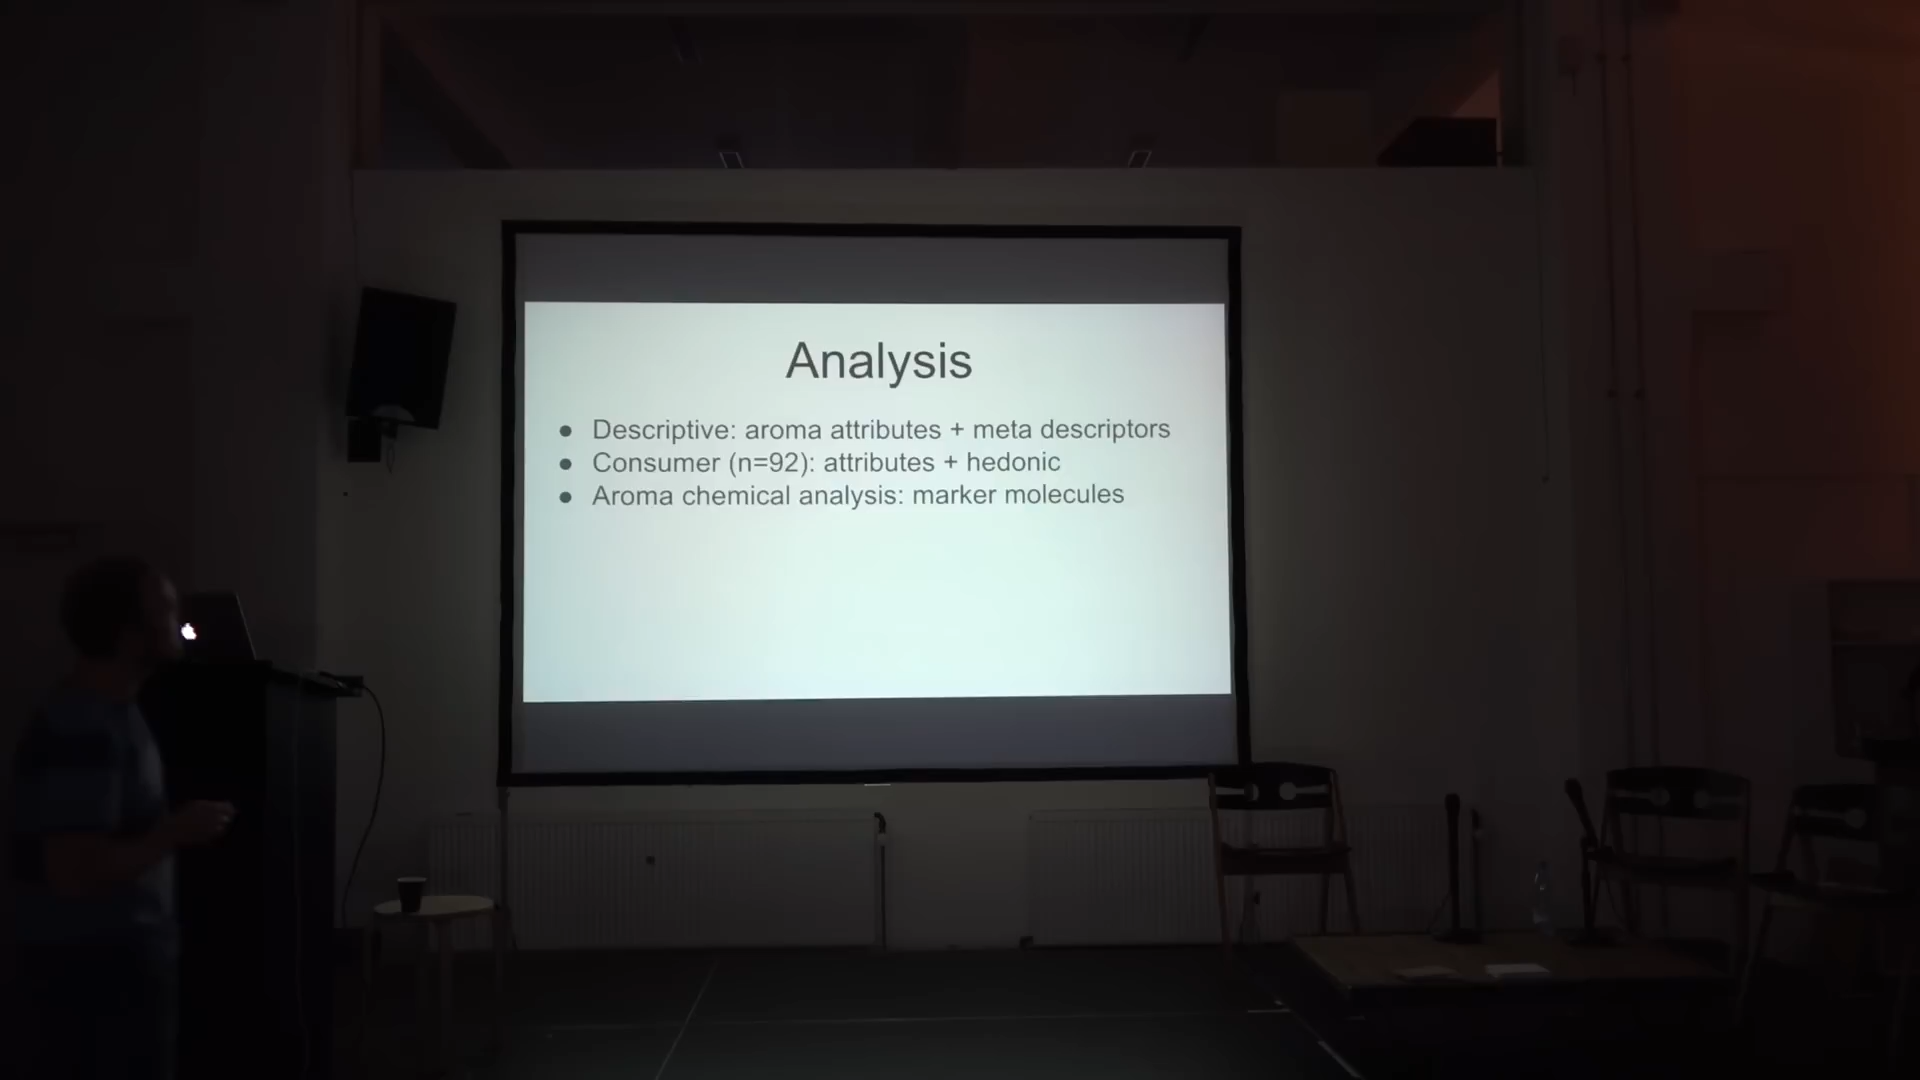 Analysis
● Descriptive: aroma attributes + meta descriptors
● Consumer (n=92): attributes + hedonic
● Aroma chemical analysis: marker molecules